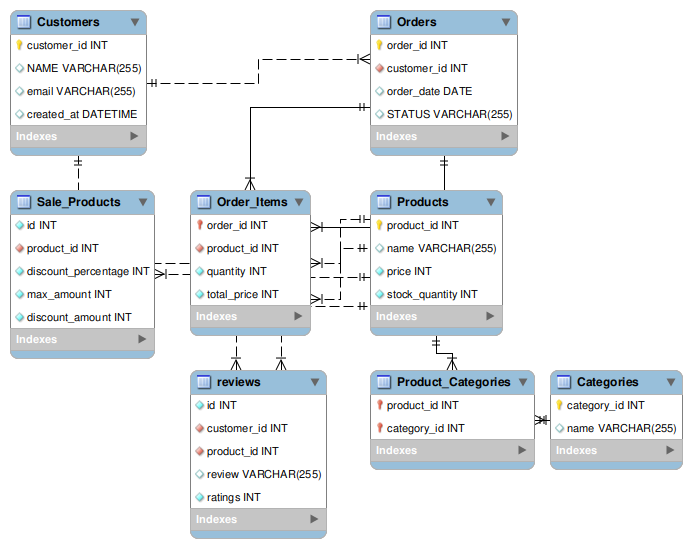 Customers
customer_id INT
NAME VARCHAR(255)
email VARCHAR(255)
created_at DATETIME
Indexes
Orders
order_id INT
customer_id INT
order_date DATE
STATUS VARCHAR(255)
Indexes
Sale_Products
id INT
product_id INT
discount_percentage INT
max_amount INT
discount_amount INT
Indexes
Order_Items
order_id INT
product_id INT
quantity INT
total_price INT
Indexes
Products
product_id INT
name VARCHAR(255)
price INT
stock_quantity INT
Indexes
reviews
id INT
customer_id INT
product_id INT
review VARCHAR(255)
ratings INT
Indexes
Product_Categories
product_id INT
category_id INT
Indexes
Categories
category_id INT
name VARCHAR(255)
Indexes